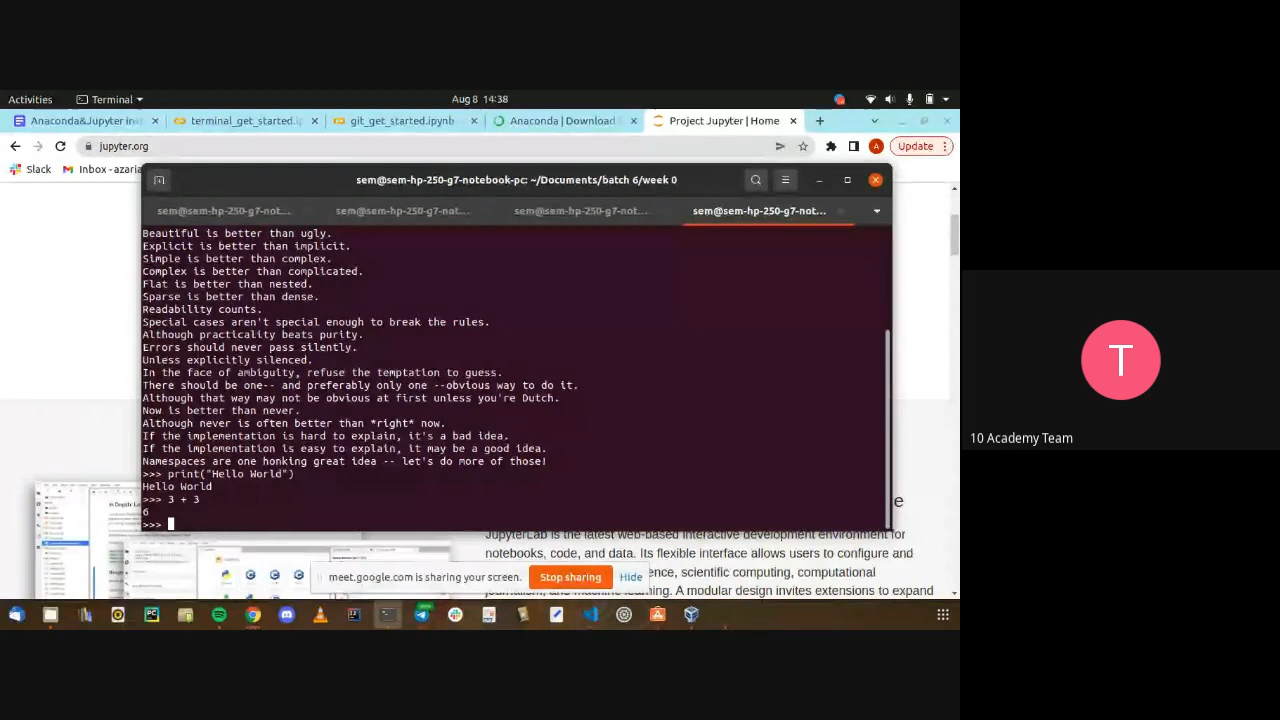 Activities
Terminal
Aug 8 14:38
Anaconda&Jupyter in
terminal_get_started.i
git_get_started.ipynb
Anaconda | Download
Project Jupyter | Home
jupyter.org
A
Update
Slack
Inbox - azaria
sem@sem-hp-250-g7-notebook-pc: ~/Documents/batch 6/week 0
sem@sem-hp-250-g7-not...
sem@sem-hp-250-g7-not...
sem@sem-hp-250-g7-not...
sem@sem-hp-250-g7-not...
Beautiful is better than ugly.
Explicit is better than implicit.
Simple is better than complex.
Complex is better than complicated.
Flat is better than nested.
Sparse is better than dense.
Readability counts.
Special cases aren't special enough to break the rules.
Although practicality beats purity.
Errors should never pass silently.
Unless explicitly silenced.
In the face of ambiguity, refuse the temptation to guess.
There should be one-- and preferably only one --obvious way to do it.
Although that way may not be obvious at first unless you're Dutch.
Now is better than never.
Although never is often better than *right* now.
If the implementation is hard to explain, it's a bad idea.
If the implementation is easy to explain, it may be a good idea.
Namespaces are one honking great idea -- let's do more of those!
>>> print("Hello World")
Hello World
>>> 3 + 3
6
>>>
e
JupyterLab is the latest web-based interactive development environment for
notebooks, code, and data. Its flexible interface allows users to configure and
ence, scientific computing, computational
journalism, and machine learning. A modular design invites extensions to expand
meet.google.com is sharing your screen.
Stop sharing
Hide
T
10 Academy Team